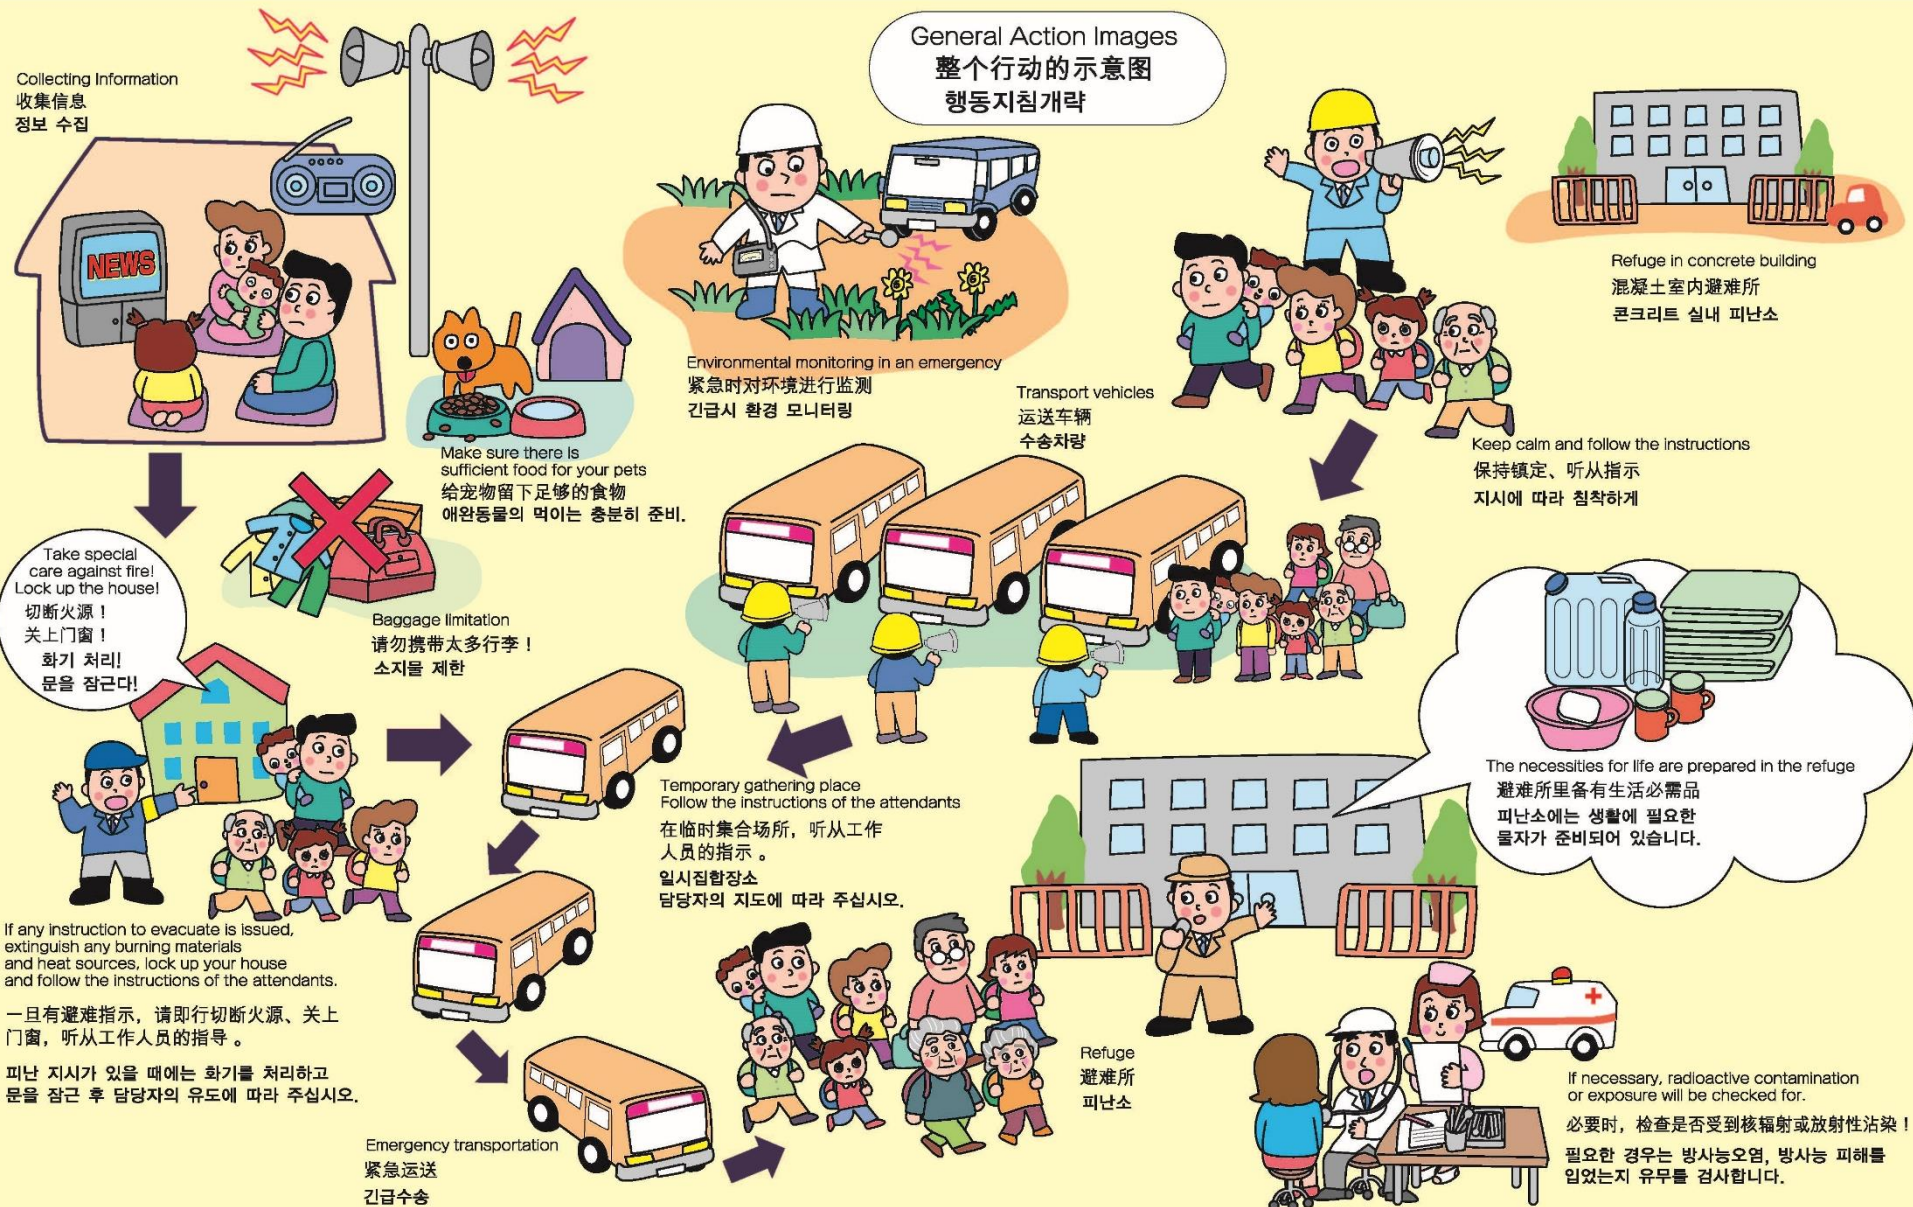 General Action Images
整个行动的示意图
행동지침개략
Collecting Information
收集信息
정보 수집
NEWS
Make sure there is
sufficient food for your pets
给宠物留下足够的食物
애완동물의 먹이는 충분히 준비.
Environmental monitoring in an emergency
紧急时对环境进行监测
긴급시 환경 모니터링
Refuge in concrete building
混凝土室内避难所
콘크리트 실내 피난소
Transport vehicles
运送车辆
수송차량
Keep calm and follow the instructions
保持镇定、听从指示
지시에 따라 침착하게
Take special
care against fire!
Lock up the house!
切断火源！
关上门窗！
화기 처리!
문을 잠근다!
Baggage limitation
请勿携带太多行李！
소지물 제한
Temporary gathering place
Follow the instructions of the attendants
在临时集合场所，听从工作
人员的指示 。
일시집합장소
담당자의 지도에 따라 주십시오.
The necessities for life are prepared in the refuge
避难所里备有生活必需品
피난소에는 생활에 필요한
물자가 준비되어 있습니다.
If any instruction to evacuate is issued,
extinguish any burning materials
and heat sources, lock up your house
and follow the instructions of the attendants.
一旦有避难指示，请即行切断火源、关上
门窗，听从工作人员的指导 。
피난 지시가 있을 때에는 화기를 처리하고
문을 잠근 후 담당자의 유도에 따라 주십시오.
Emergency transportation
紧急运送
긴급수송
Refuge
避难所
피난소
If necessary, radioactive contamination
or exposure will be checked for.
必要时，检查是否受到核辐射或放射性沾染！
필요한 경우는 방사능오염, 방사능 피해를
입었는지 유무를 검사합니다.